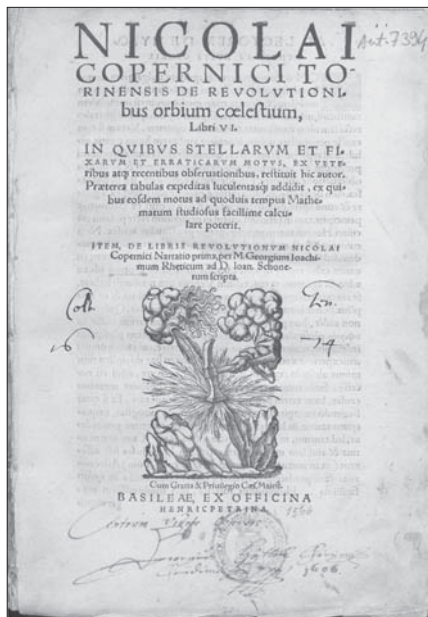 NICOLAI
COPERNICI TO-
RINENSIS DE REVOLVTIONI-
bus orbium cœlestium,
Libri VI.
IN QVIBVS STELLARVM ET FI-
XARVM ET ERRATICARVM MOTVS, EX VETE-
ribus atq; recentibus obseruationibus, restituit hic autor.
Præterea tabulas expeditas luculentasq; addidit, ex qui-
bus eosdem motus ad quoduis tempus Mathe-
matum studiosus facillime calcu-
lare poterit.
ITEM, DE LIBRIS REVOLVTIONVM NICOLAI
Copernici Narratio prima, per M. Georgium Ioachi-
mum Rheticum ad D. Ioan. Schone-
rum scripta.
Cum Gratia & Priuilegio Cæs. Maiest.
BASILEAE, EX OFFICINA
HENRICPETRINA.
1606.